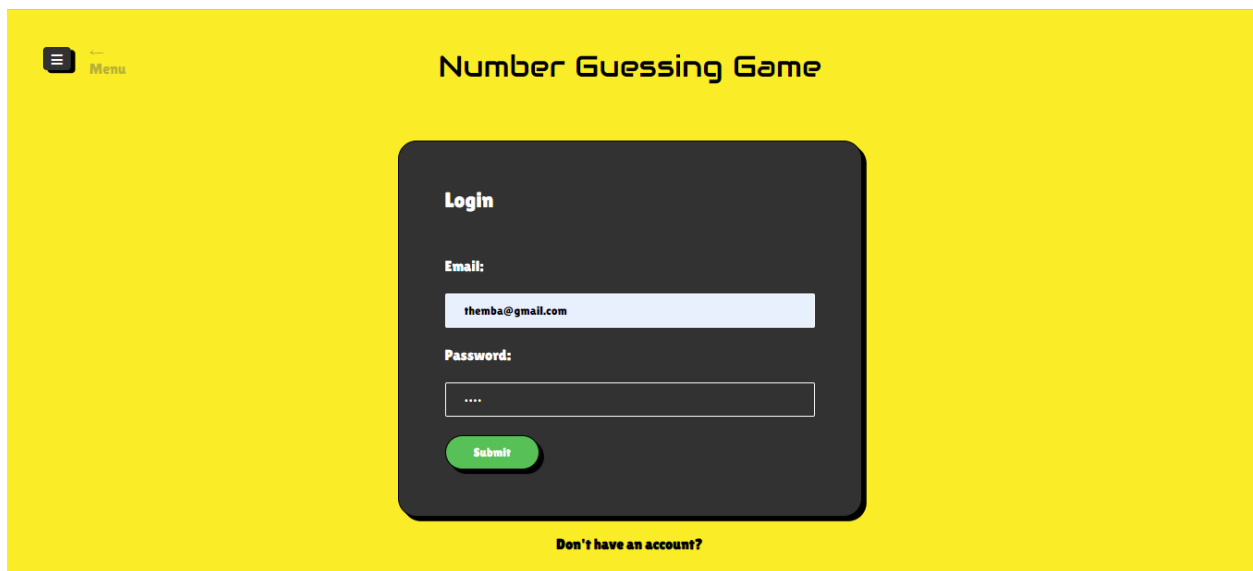 ←
Menu
Number Guessing Game
Login
Email:
themba@gmail.com
Password:
....
Submit
Don't have an account?